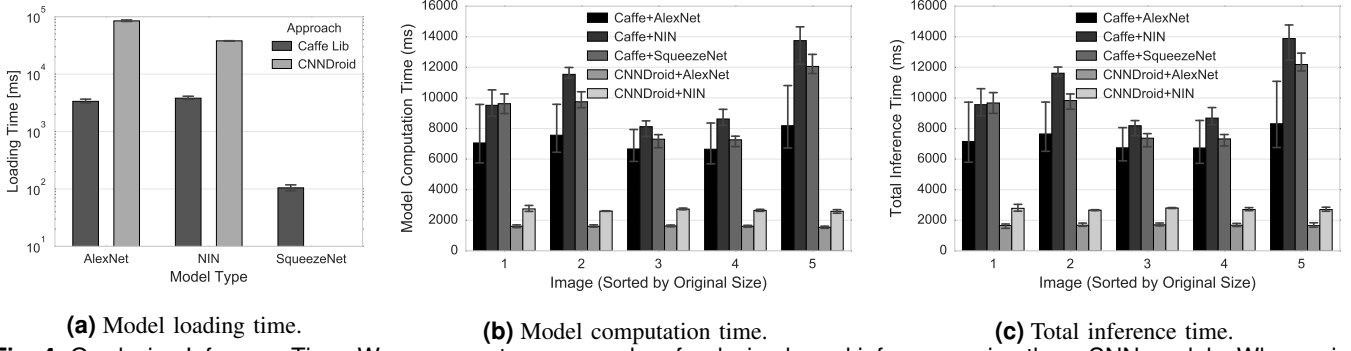 10^5
10^4
10^3
10^2
10^1
Loading Time [ms]
Approach
Caffe Lib
CNNDroid
AlexNet NIN SqueezeNet
Model Type
(a) Model loading time.
16000
14000
12000
10000
8000
6000
4000
2000
0
Model Computation Time (ms)
Caffe+AlexNet
Caffe+NIN
Caffe+SqueezeNet
CNNDroid+AlexNet
CNNDroid+NIN
1 2 3 4 5
Image (Sorted by Original Size)
(b) Model computation time.
16000
14000
12000
10000
8000
6000
4000
2000
0
Total Inference Time (ms)
Caffe+AlexNet
Caffe+NIN
Caffe+SqueezeNet
CNNDroid+AlexNet
CNNDroid+NIN
1 2 3 4 5
Image (Sorted by Original Size)
(c) Total inference time.